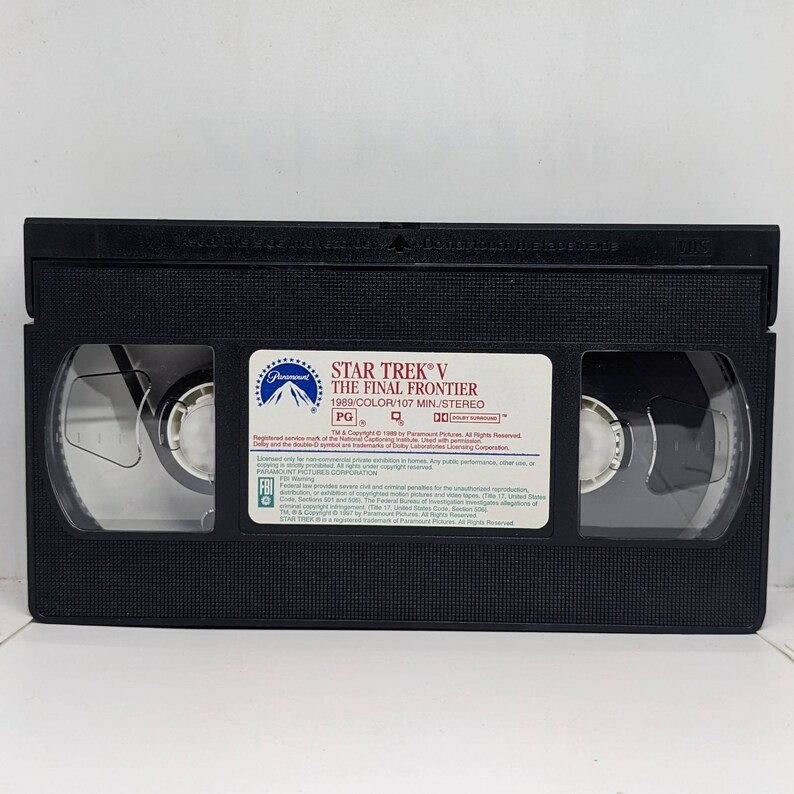 Insert this side into recorder Do not touch the tape inside VHS
Paramount
STAR TREK® V
THE FINAL FRONTIER
1989/COLOR/107 MIN./STEREO
PG ® ® DOLBY SURROUND ™
TM & Copyright © 1989 by Paramount Pictures. All Rights Reserved.
Registered service mark of the National Captioning Institute. Used with permission.
Dolby and the double-D symbol are trademarks of Dolby Laboratories Licensing Corporation.
Licensed only for non-commercial private exhibition in homes. Any public performance, other use, or
copying is strictly prohibited. All rights under copyright reserved.
PARAMOUNT PICTURES CORPORATION
FBI
FBI Warning
Federal law provides severe civil and criminal penalties for the unauthorized reproduction,
distribution, or exhibition of copyrighted motion pictures and video tapes, (Title 17, United States
Code, Sections 501 and 506). The Federal Bureau of Investigation investigates allegations of
criminal copyright infringement, (Title 17, United States Code, Section 506).
TM, ® & Copyright © 1997 by Paramount Pictures. All Rights Reserved.
STAR TREK ® is a registered trademark of Paramount Pictures. All Rights Reserved.